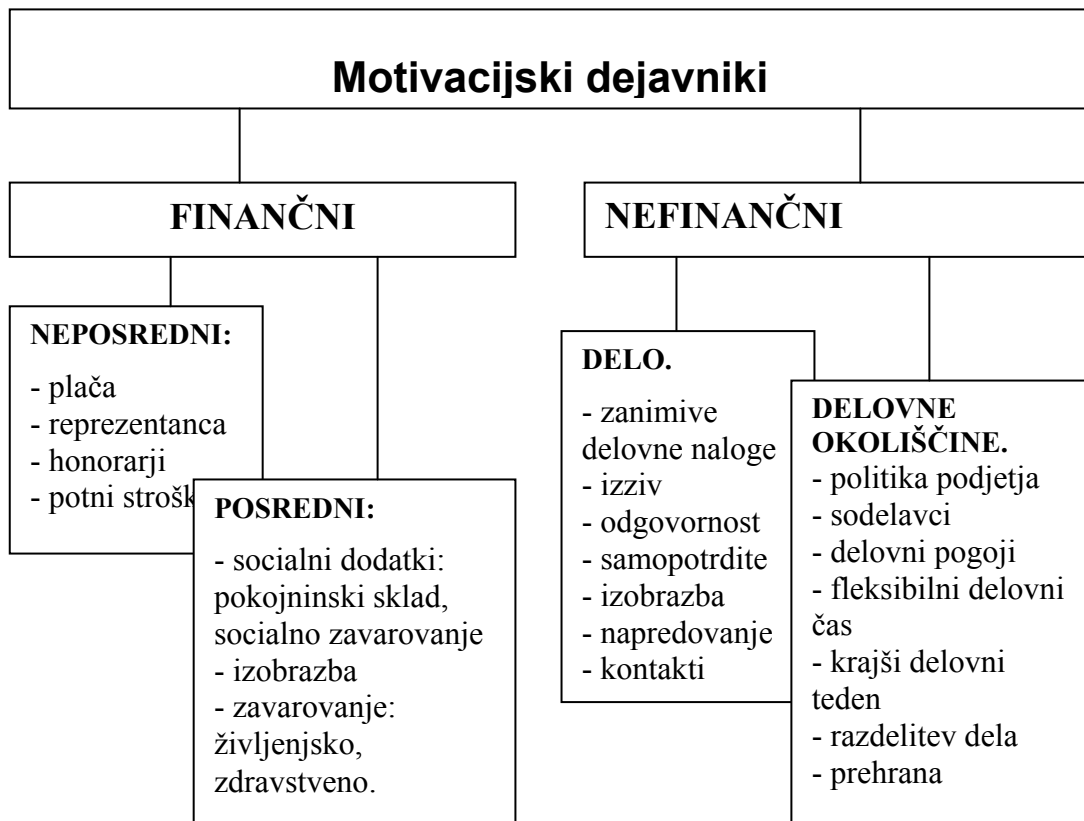 Motivacijski dejavniki
FINANČNI
NEFINANČNI
NEPOSREDNI:
- plača
- reprezentanca
- honorarji
- potni strošk
POSREDNI:
- socialni dodatki:
pokojninski sklad,
socialno zavarovanje
- izobrazba
- zavarovanje:
življenjsko,
zdravstveno.
DELO.
- zanimive
delovne naloge
- izziv
- odgovornost
- samopotrdite
- izobrazba
- napredovanje
- kontakti
DELOVNE
OKOLIŠČINE.
- politika podjetja
- sodelavci
- delovni pogoji
- fleksibilni delovni
čas
- krajši delovni
teden
- razdelitev dela
- prehrana